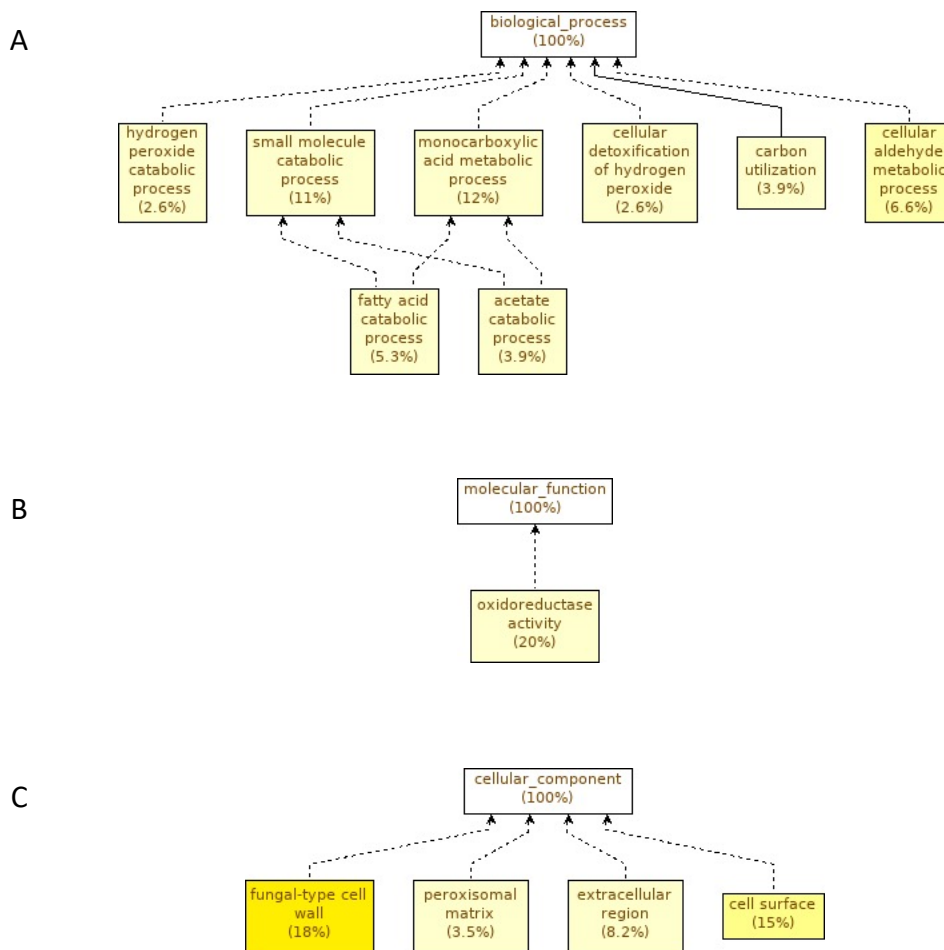 A
biological_process
(100%)
hydrogen
peroxide
catabolic
process
(2.6%)
small molecule
catabolic
process
(11%)
monocarboxylic
acid metabolic
process
(12%)
cellular
detoxification
of hydrogen
peroxide
(2.6%)
carbon
utilization
(3.9%)
cellular
aldehyde
metabolic
process
(6.6%)
fatty acid
catabolic
process
(5.3%)
acetate
catabolic
process
(3.9%)
B
molecular_function
(100%)
oxidoreductase
activity
(20%)
C
cellular_component
(100%)
fungal-type cell
wall
(18%)
peroxisomal
matrix
(3.5%)
extracellular
region
(8.2%)
cell surface
(15%)